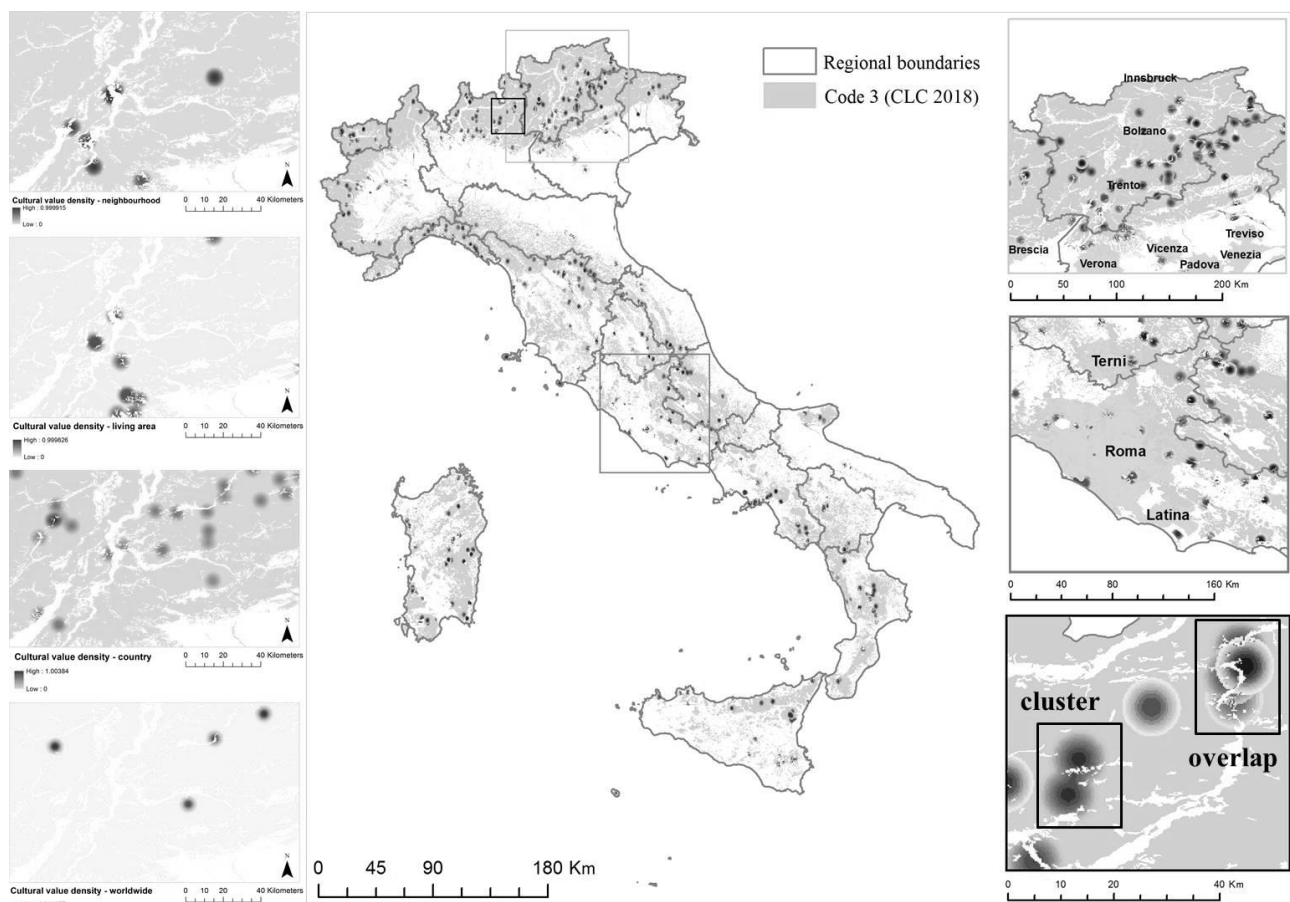 N
Cultural value density - neighbourhood
High : 0.999915
Low : 0
0 10 20 40 Kilometers
N
Cultural value density - living area
High : 0.999826
Low : 0
0 10 20 40 Kilometers
N
Cultural value density - country
High : 1.00384
Low : 0
0 10 20 40 Kilometers
N
Cultural value density - worldwide
0 10 20 40 Kilometers
Regional boundaries
Code 3 (CLC 2018)
0 45 90 180 Km
Innsbruck
Bolzano
Trento
Treviso
Brescia
Vicenza
Venezia
Verona
Padova
0 50 100 200 Km
Terni
Roma
Latina
0 40 80 160 Km
cluster
overlap
0 10 20 40 Km